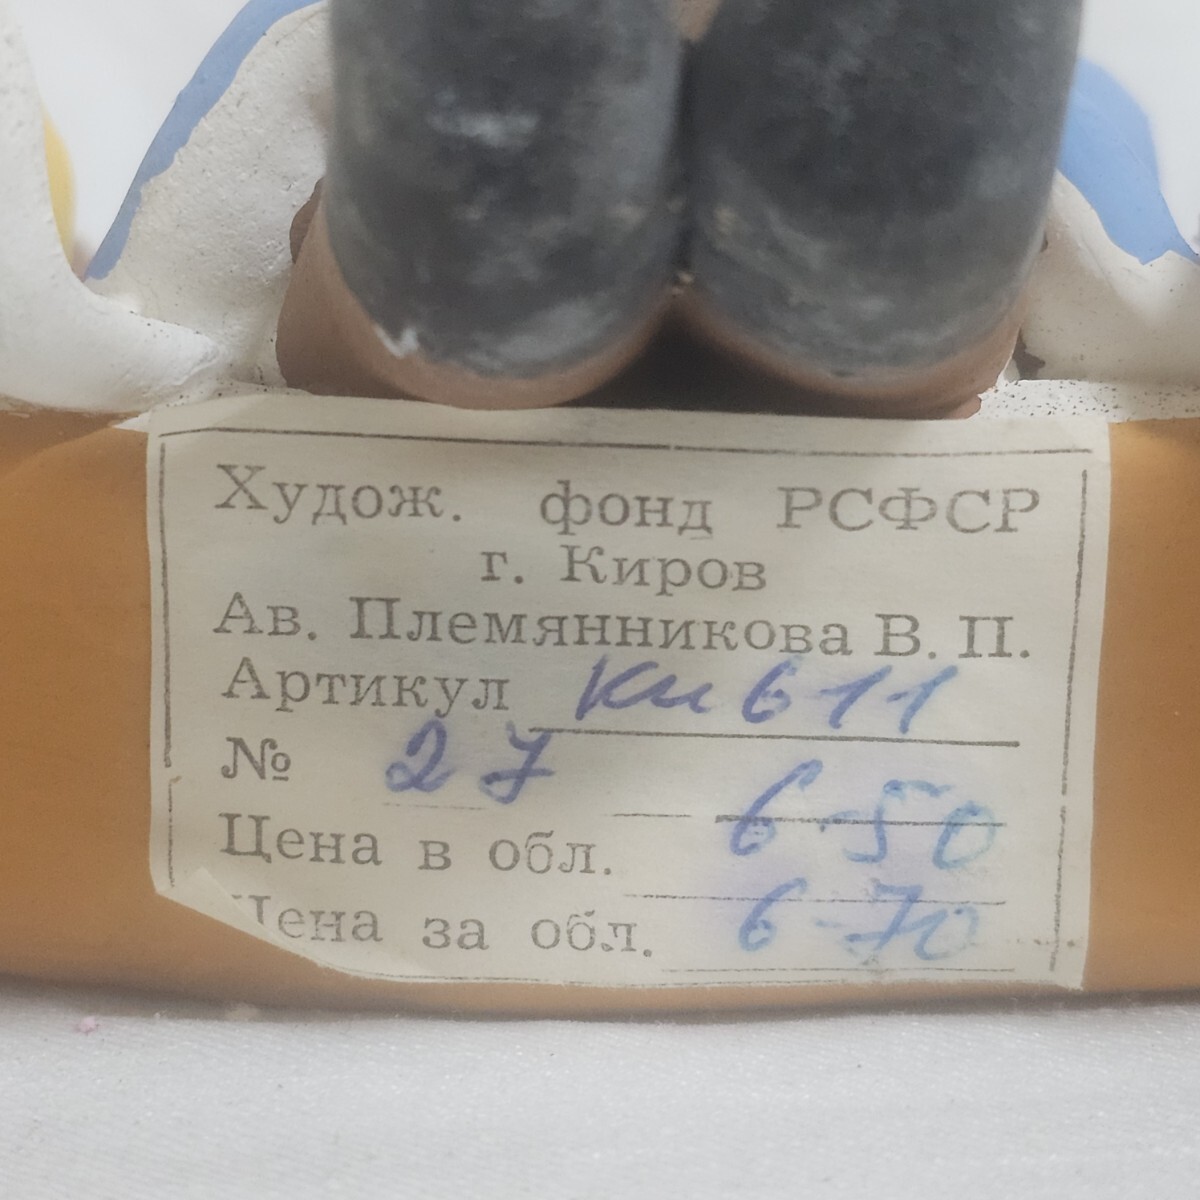 Худож. фонд РСФСР
г. Киров
Ав. Племянникова В. П.
Артикул Ки 611
№ 27
Цена в обл. 6-50
Цена за обл. 6-70